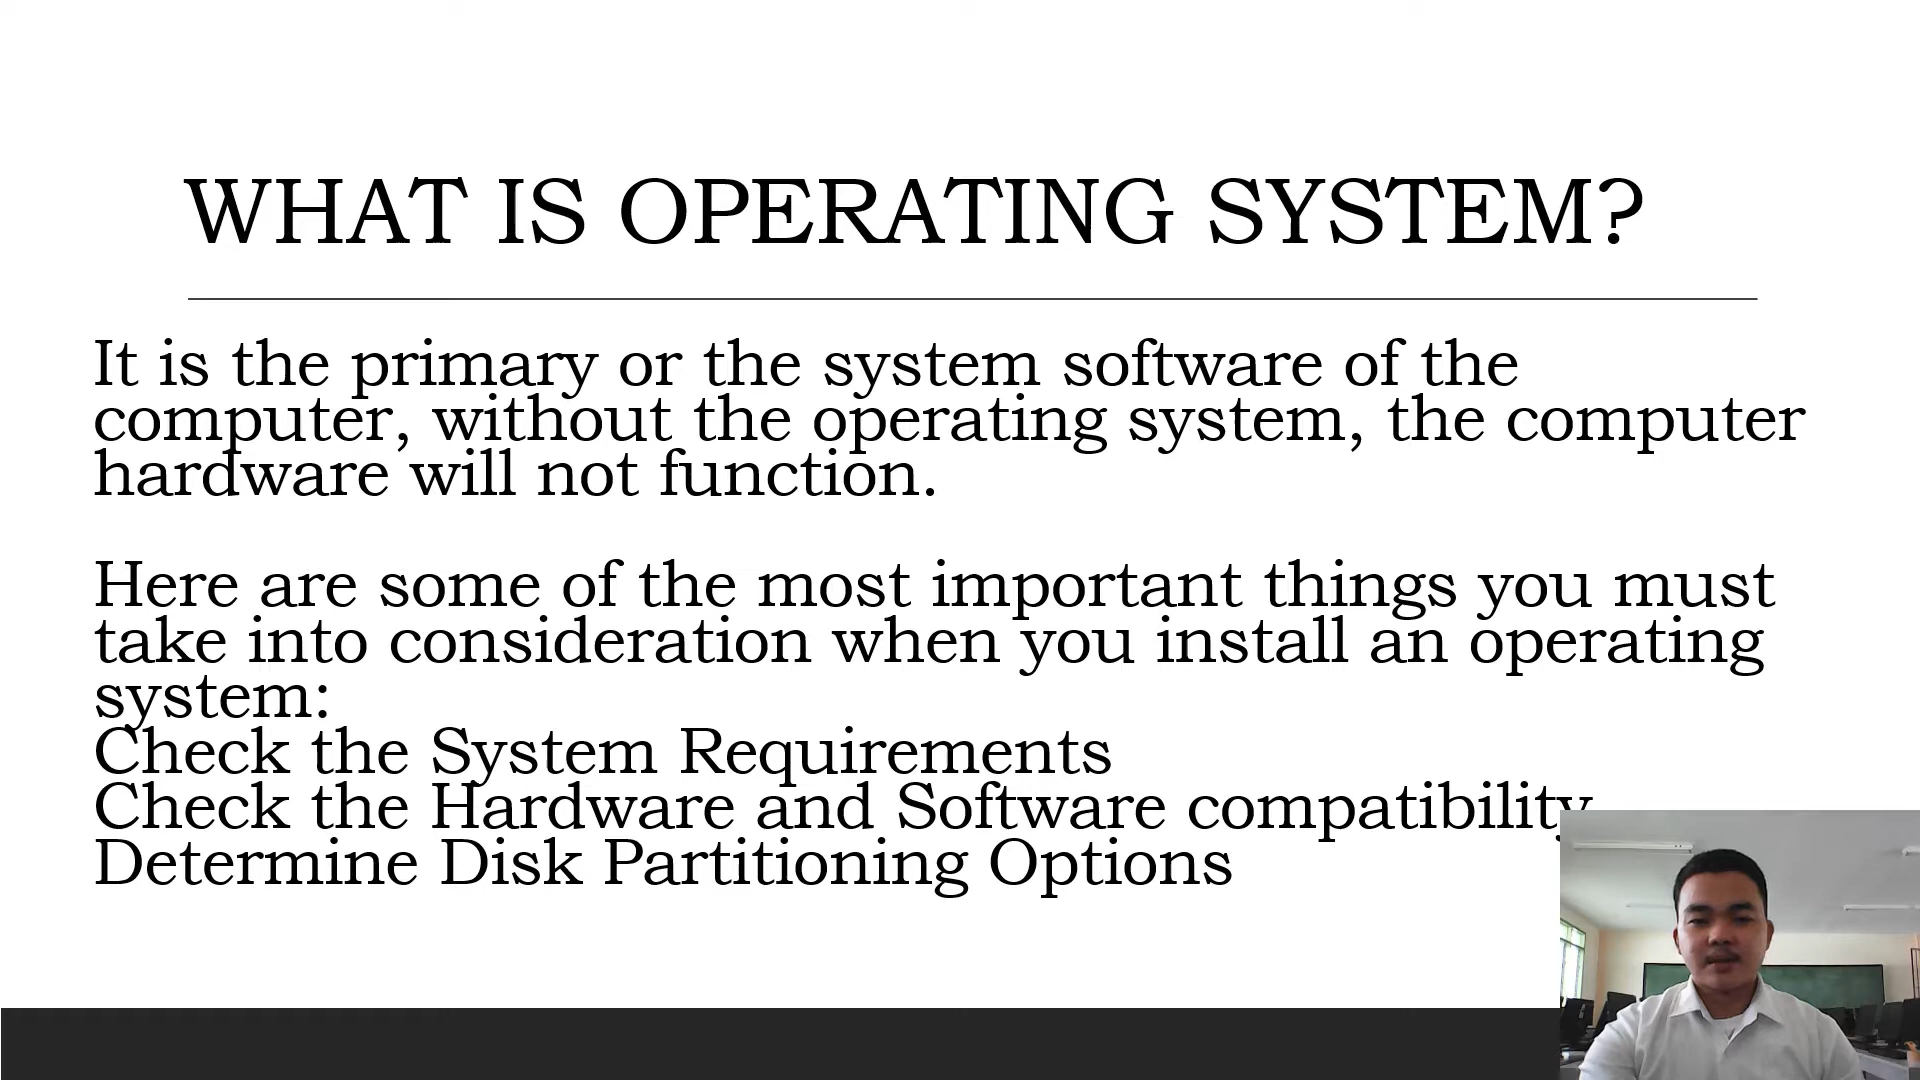 WHAT IS OPERATING SYSTEM?
It is the primary or the system software of the
computer, without the operating system, the computer
hardware will not function.
Here are some of the most important things you must
take into consideration when you install an operating
system:
Check the System Requirements
Check the Hardware and Software compatibility
Determine Disk Partitioning Options